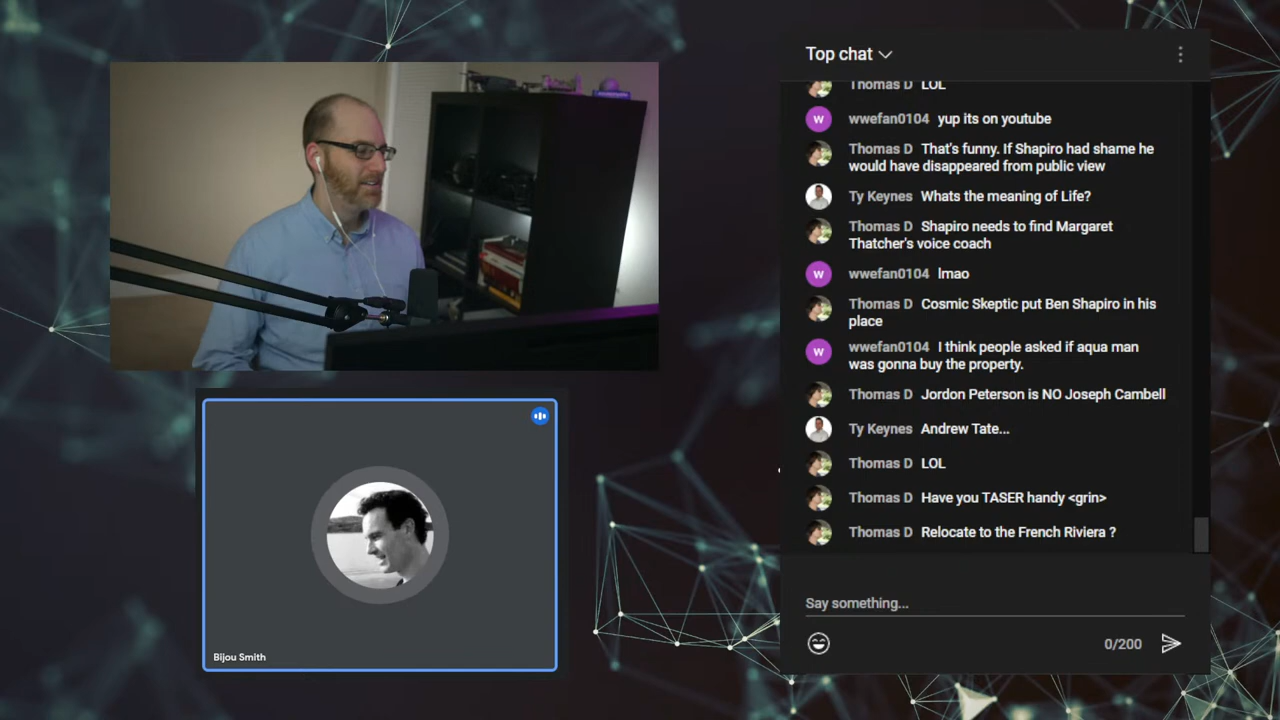 Top chat
Thomas D LOL
W wwefan0104 yup its on youtube
Thomas D That's funny. If Shapiro had shame he
would have disappeared from public view
Ty Keynes Whats the meaning of Life?
Thomas D Shapiro needs to find Margaret
Thatcher's voice coach
W wwefan0104 lmao
Thomas D Cosmic Skeptic put Ben Shapiro in his
place
W wwefan0104 I think people asked if aqua man
was gonna buy the property.
Thomas D Jordon Peterson is NO Joseph Cambell
Ty Keynes Andrew Tate...
Thomas D LOL
Thomas D Have you TASER handy <grin>
Thomas D Relocate to the French Riviera ?
Say something...
0/200
Bijou Smith